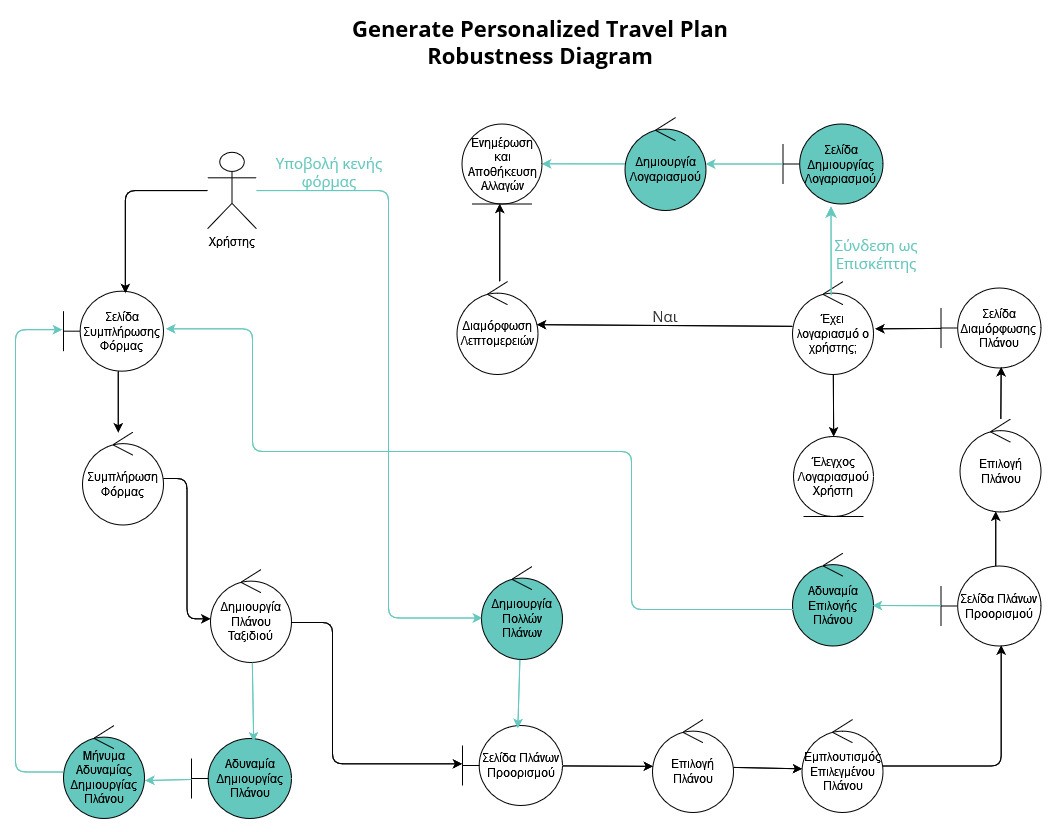 Generate Personalized Travel Plan
Robustness Diagram
Υποβολή κενής
φόρμας
Χρήστης
Ενημέρωση
και
Αποθήκευση
Αλλαγών
Δημιουργία
Λογαριασμού
Σελίδα
Δημιουργίας
Λογαριασμού
Σύνδεση ως
Επισκέπτης
Σελίδα
Συμπλήρωσης
Φόρμας
Διαμόρφωση
Λεπτομερειών
Ναι
Έχει
λογαριασμό ο
χρήστης;
Σελίδα
Διαμόρφωσης
Πλάνου
Συμπλήρωση
Φόρμας
Έλεγχος
Λογαριασμού
Χρήστη
Επιλογή
Πλάνου
Δημιουργία
Πλάνου
Ταξιδιού
Δημιουργία
Πολλών
Πλάνων
Αδυναμία
Επιλογής
Πλάνου
Σελίδα Πλάνων
Προορισμού
Μήνυμα
Αδυναμίας
Δημιουργίας
Πλάνου
Αδυναμία
Δημιουργίας
Πλάνου
Σελίδα Πλάνων
Προορισμού
Επιλογή
Πλάνου
Εμπλουτισμός
Επιλεγμένου
Πλάνου